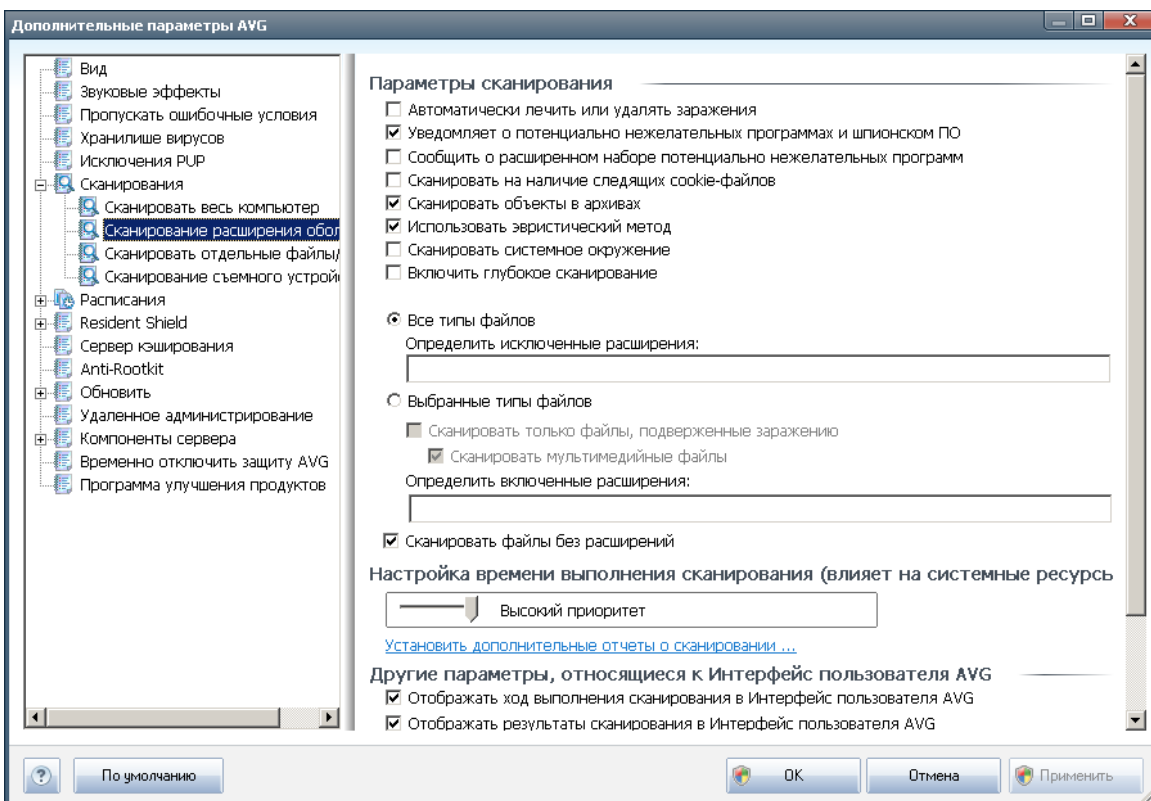 Дополнительные параметры AVG
Вид
Звуковые эффекты
Пропускать ошибочные условия
Хранилише вирусов
Исключения PUP
Сканирования
Сканировать весь компьютер
Сканирование расширения обол
Сканировать отдельные файлы/
Сканирование съемного устрой
Расписания
Resident Shield
Сервер кэширования
Anti-Rootkit
Обновить
Удаленное администрирование
Компоненты сервера
Временно отключить защиту AVG
Программа улучшения продуктов
Параметры сканирования
Автоматически лечить или удалять заражения
Уведомляет о потенциально нежелательных программах и шпионском ПО
Сообщить о расширенном наборе потенциально нежелательных программ
Сканировать на наличие следящих cookie-файлов
Сканировать объекты в архивах
Использовать эвристический метод
Сканировать системное окружение
Включить глубокое сканирование
Все типы файлов
Определить исключенные расширения:
Выбранные типы файлов
Сканировать только файлы, подверженные заражению
Сканировать мультимедийные файлы
Определить включенные расширения:
Сканировать файлы без расширений
Настройка времени выполнения сканирования (влияет на системные ресурсы
Высокий приоритет
Установить дополнительные отчеты о сканировании ...
Другие параметры, относящиеся к Интерфейс пользователя AVG
Отображать ход выполнения сканирования в Интерфейс пользователя AVG
Отображать результаты сканирования в Интерфейс пользователя AVG
?
По умолчанию
OK
Отмена
Применить